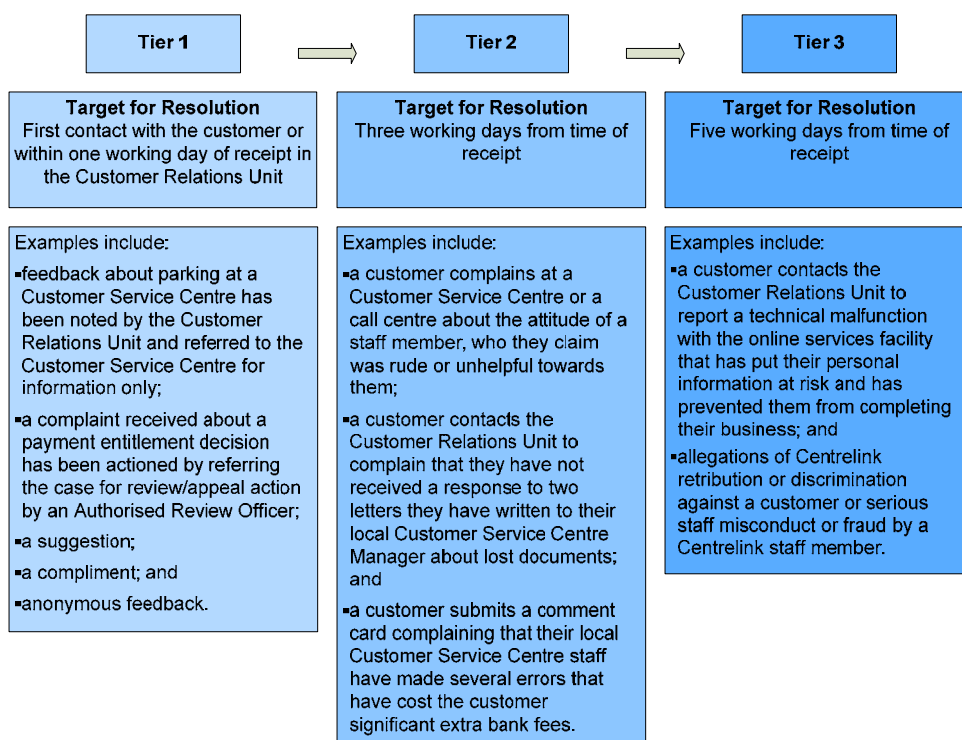 Tier 1
Tier 2
Tier 3
Target for Resolution
First contact with the customer or
within one working day of receipt in
the Customer Relations Unit
Target for Resolution
Three working days from time of
receipt
Target for Resolution
Five working days from time of
receipt
Examples include:
▪feedback about parking at a
Customer Service Centre has
been noted by the Customer
Relations Unit and referred to the
Customer Service Centre for
information only;
▪a complaint received about a
payment entitlement decision
has been actioned by referring
the case for review/appeal action
by an Authorised Review Officer;
▪a suggestion;
▪a compliment; and
▪anonymous feedback.
Examples include:
▪a customer complains at a
Customer Service Centre or a
call centre about the attitude of a
staff member, who they claim
was rude or unhelpful towards
them;
▪a customer contacts the
Customer Relations Unit to
complain that they have not
received a response to two
letters they have written to their
local Customer Service Centre
Manager about lost documents;
and
▪a customer submits a comment
card complaining that their local
Customer Service Centre staff
have made several errors that
have cost the customer
significant extra bank fees.
Examples include:
▪a customer contacts the
Customer Relations Unit to
report a technical malfunction
with the online services facility
that has put their personal
information at risk and has
prevented them from completing
their business; and
▪allegations of Centrelink
retribution or discrimination
against a customer or serious
staff misconduct or fraud by a
Centrelink staff member.